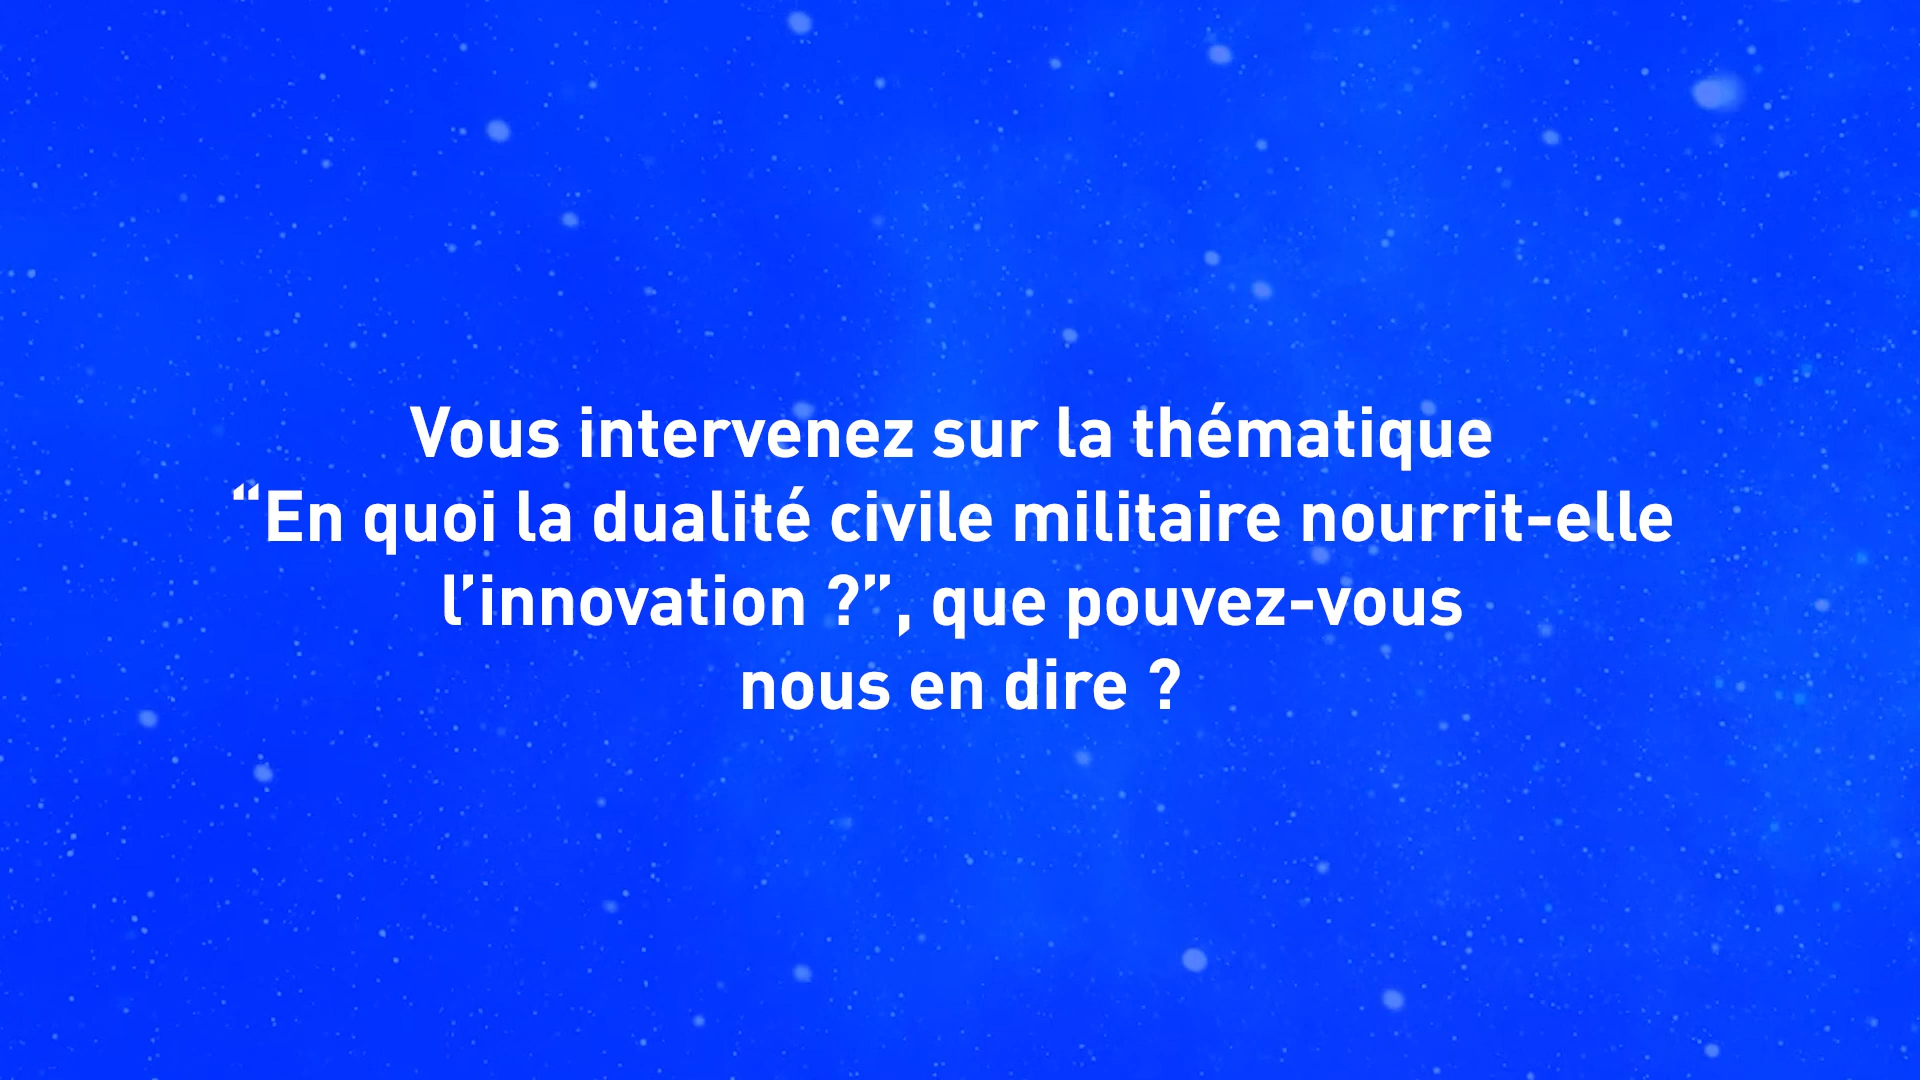 Vous intervenez sur la thématique
“En quoi la dualité civile militaire nourrit-elle
l’innovation ?”, que pouvez-vous
nous en dire ?